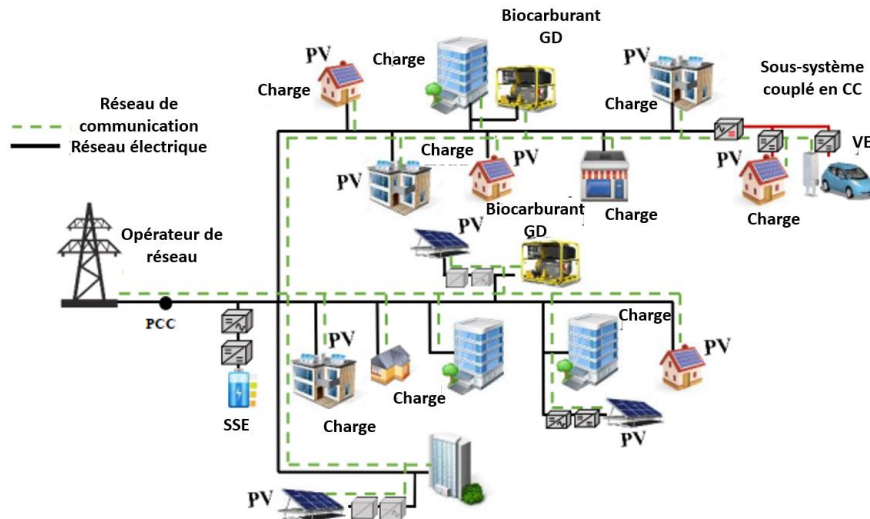 Biocarburant
GD
PV
Charge
Charge
PV
Charge
Sous-système
couplé en CC
Réseau de
communication
Réseau électrique
PV
Charge
PV
Charge
PV
Charge
VE
Biocarburant
GD
PV
Opérateur de
réseau
PCC
SSE
PV
Charge
Charge
Charge
PV
PV
PV